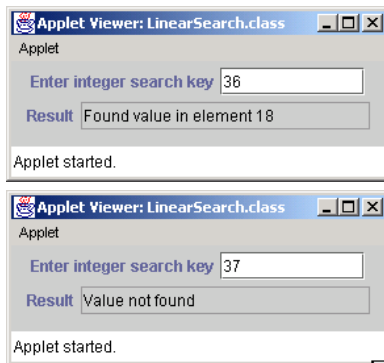 Applet Viewer: LinearSearch.class
Applet
Enter integer search key 36
Result Found value in element 18
Applet started.
Applet Viewer: LinearSearch.class
Applet
Enter integer search key 37
Result Value not found
Applet started.